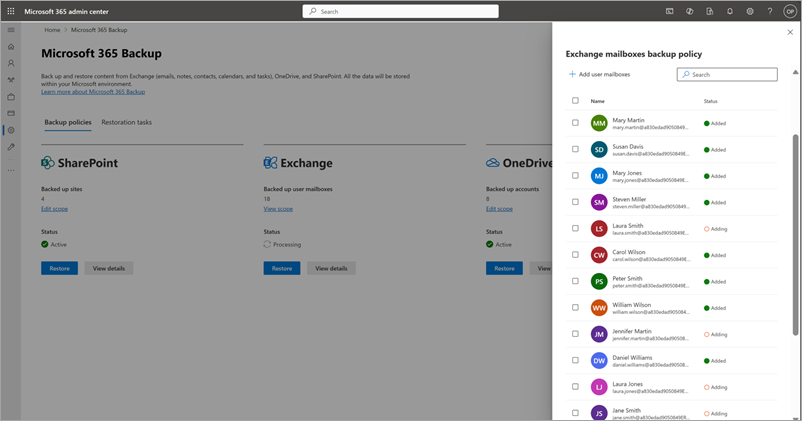 Microsoft 365 admin center
Search
OP
Home > Microsoft 365 Backup
Microsoft 365 Backup
Back up and restore content from Exchange (emails, notes, contacts, calendars, and tasks), OneDrive, and SharePoint. All the data will be stored
within your Microsoft environment.
Learn more about Microsoft 365 Backup
Backup policies Restoration tasks
SharePoint
Backed up sites
4
Edit scope
Status
Active
Restore View details
Exchange
Backed up user mailboxes
18
View scope
Status
Processing
Restore View details
OneDrive
Backed up accounts
8
Edit scope
Status
Active
Restore
Exchange mailboxes backup policy
+ Add user mailboxes
Search
Name Status
MM Mary Martin Added
mary.martin@a830edad9050849...
SD Susan Davis Added
susan.davis@a830edad9050849...
MJ Mary Jones Added
mary.jones@a830edad9050849E...
SM Steven Miller Added
steven.miller@a830edad9050849...
LS Laura Smith Adding
laura.smith@a830edad9050849E...
CW Carol Wilson Added
carol.wilson@a830edad9050849...
PS Peter Smith Added
peter.smith@a830edad9050849E...
WW William Wilson Added
william.wilson@a830edad905084...
JM Jennifer Martin Adding
jennifer.martin@a830edad90508...
DW Daniel Williams Added
daniel.williams@a830edad90508...
LJ Laura Jones Adding
laura.jones@a830edad9050849E...
JS Jane Smith Adding
jane.smith@a830edad9050849ER...